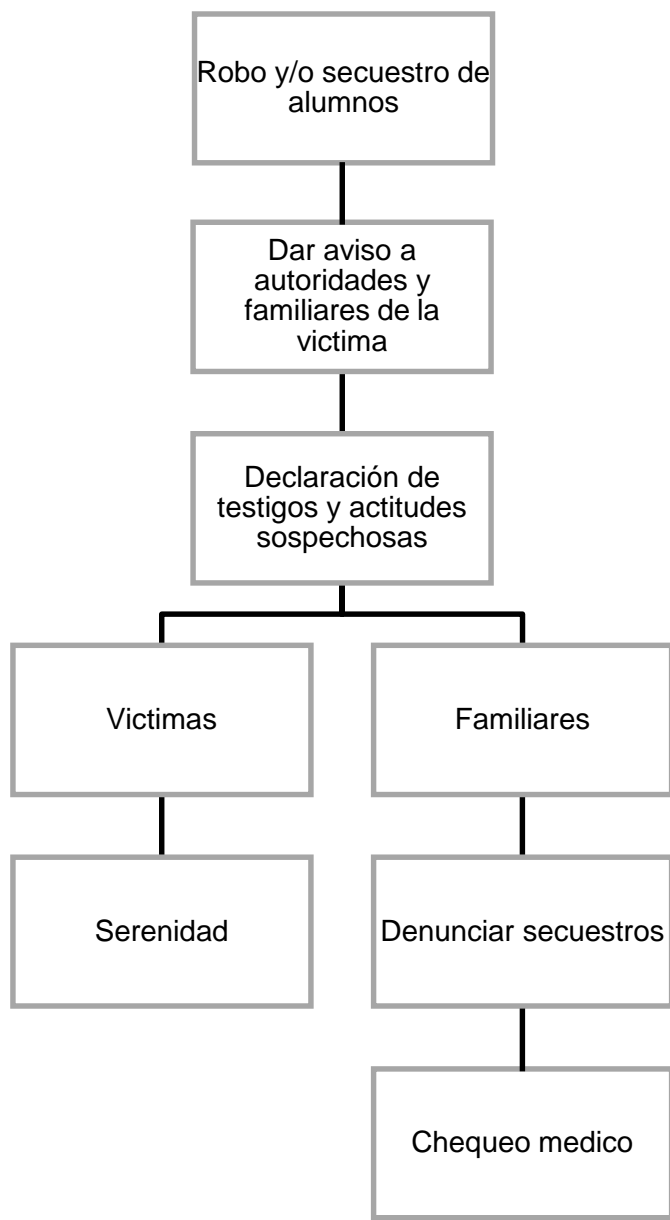 Robo y/o secuestro de
alumnos
Dar aviso a
autoridades y
familiares de la
victima
Declaración de
testigos y actitudes
sospechosas
Victimas
Familiares
Serenidad
Denunciar secuestros
Chequeo medico